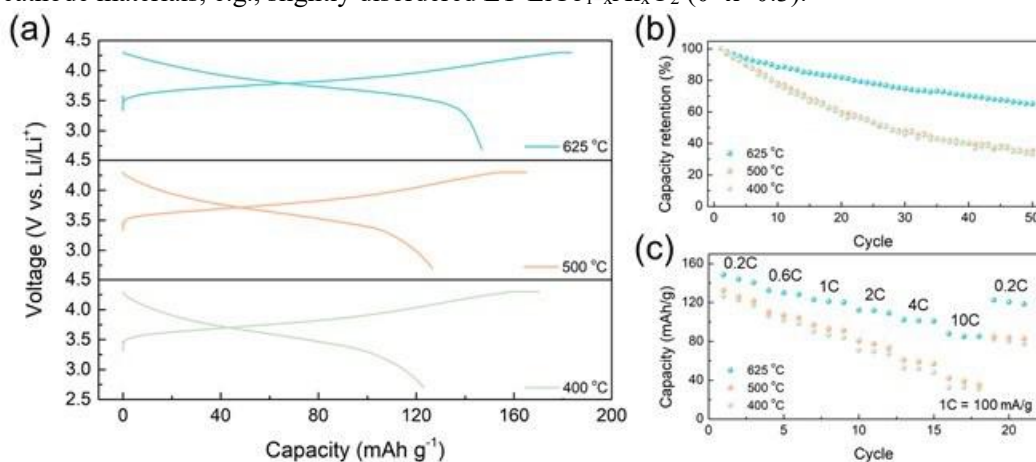 (a)
4.5
4.0
3.5
3.0
4.5
4.0
3.5
3.0
4.5
4.0
3.5
3.0
2.5
Voltage (V vs. Li/Li⁺)
625 °C
500 °C
400 °C
0 40 80 120 160 200
Capacity (mAh g⁻¹)
(b)
Capacity retention (%)
100
80
60
40
20
0
625 °C
500 °C
400 °C
0 10 20 30 40 50
Cycle
(c)
Capacity (mAh/g)
160
120
80
40
0
0.2C 0.6C 1C 2C 4C 10C 0.2C
625 °C
500 °C
400 °C
1C = 100 mA/g
0 5 10 15 20
Cycle